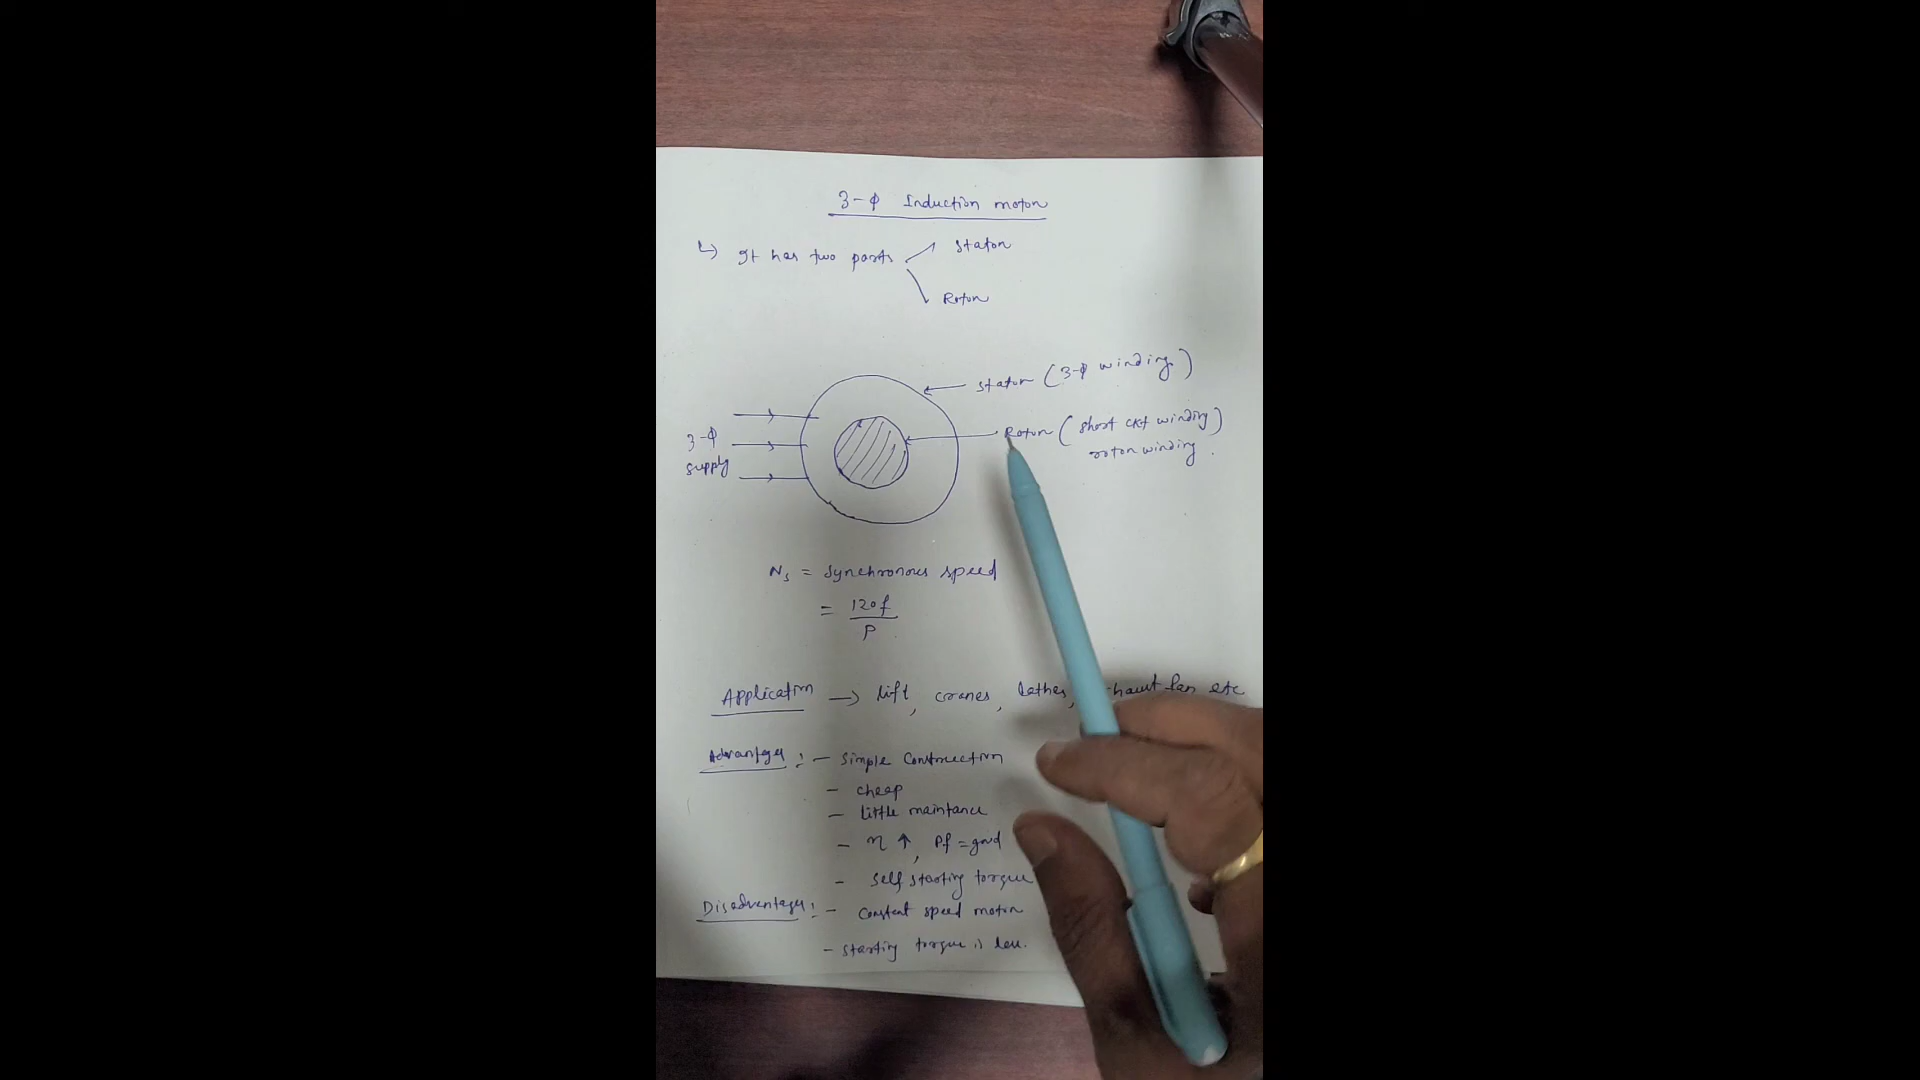 3-φ Induction motor
↳ It has two parts
Stator
Rotor
Stator (3-φ winding)
3-φ
supply
Rotor (short ckt winding)
rotor winding.
Ns = Synchronous speed
= 120f
P
Application → lift, cranes, lathes, haust fan etc
Advantages :- Simple Construction
- cheap
- little maintance
- η ↑, Pf = good
- Self starting torque
Disadvantages :- Constant speed motor
- starting torque is less.